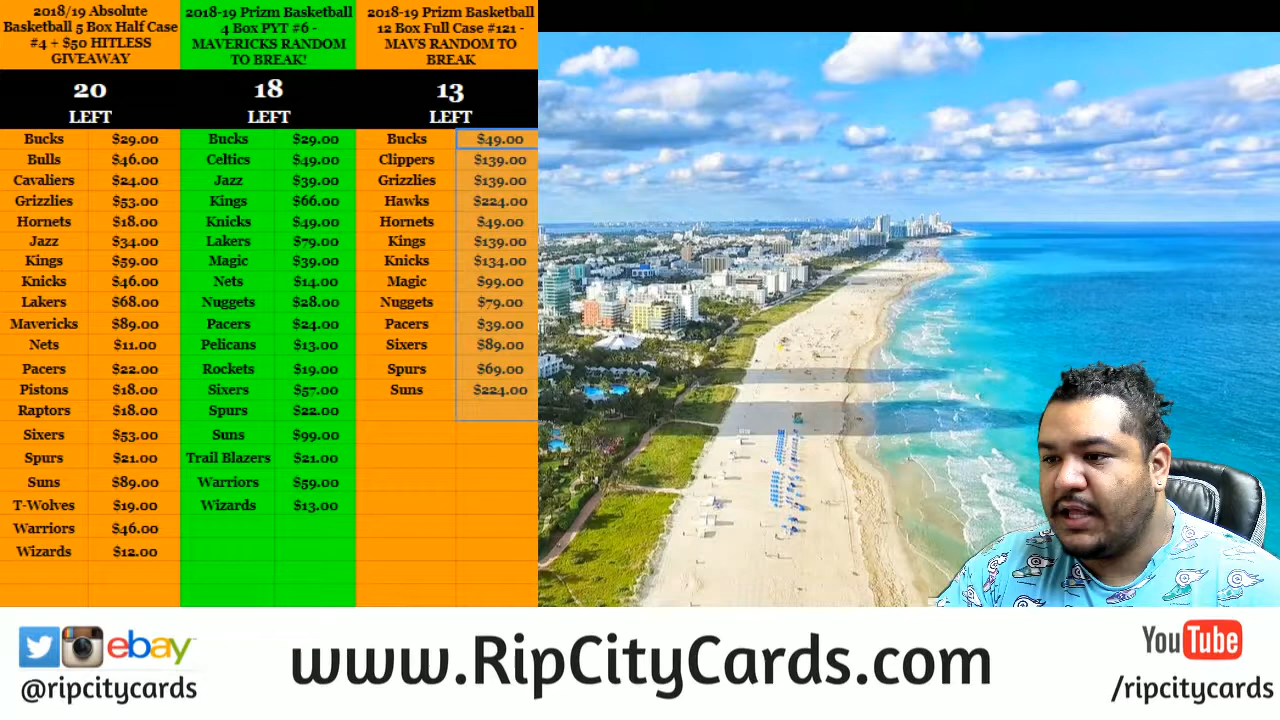 2018/19 Absolute
Basketball 5 Box Half Case
#4 + $50 HITLESS
GIVEAWAY
20
LEFT
Bucks $29.00
Bulls $46.00
Cavaliers $24.00
Grizzlies $53.00
Hornets $18.00
Jazz $34.00
Kings $59.00
Knicks $46.00
Lakers $68.00
Mavericks $89.00
Nets $11.00
Pacers $22.00
Pistons $18.00
Raptors $18.00
Sixers $53.00
Spurs $21.00
Suns $89.00
T-Wolves $19.00
Warriors $46.00
Wizards $12.00
2018-19 Prizm Basketball
4 Box PYT #6 -
MAVERICKS RANDOM
TO BREAK!
18
LEFT
Bucks $29.00
Celtics $49.00
Jazz $39.00
Kings $66.00
Knicks $49.00
Lakers $79.00
Magic $39.00
Nets $14.00
Nuggets $28.00
Pacers $24.00
Pelicans $13.00
Rockets $19.00
Sixers $57.00
Spurs $22.00
Suns $99.00
Trail Blazers $21.00
Warriors $59.00
Wizards $13.00
2018-19 Prizm Basketball
12 Box Full Case #121 -
MAVS RANDOM TO
BREAK
13
LEFT
Bucks $49.00
Clippers $139.00
Grizzlies $139.00
Hawks $224.00
Hornets $49.00
Kings $139.00
Knicks $134.00
Magic $99.00
Nuggets $79.00
Pacers $39.00
Sixers $89.00
Spurs $69.00
Suns $224.00
ebay
@ripcitycards
www.RipCityCards.com
YouTube
/ripcitycards